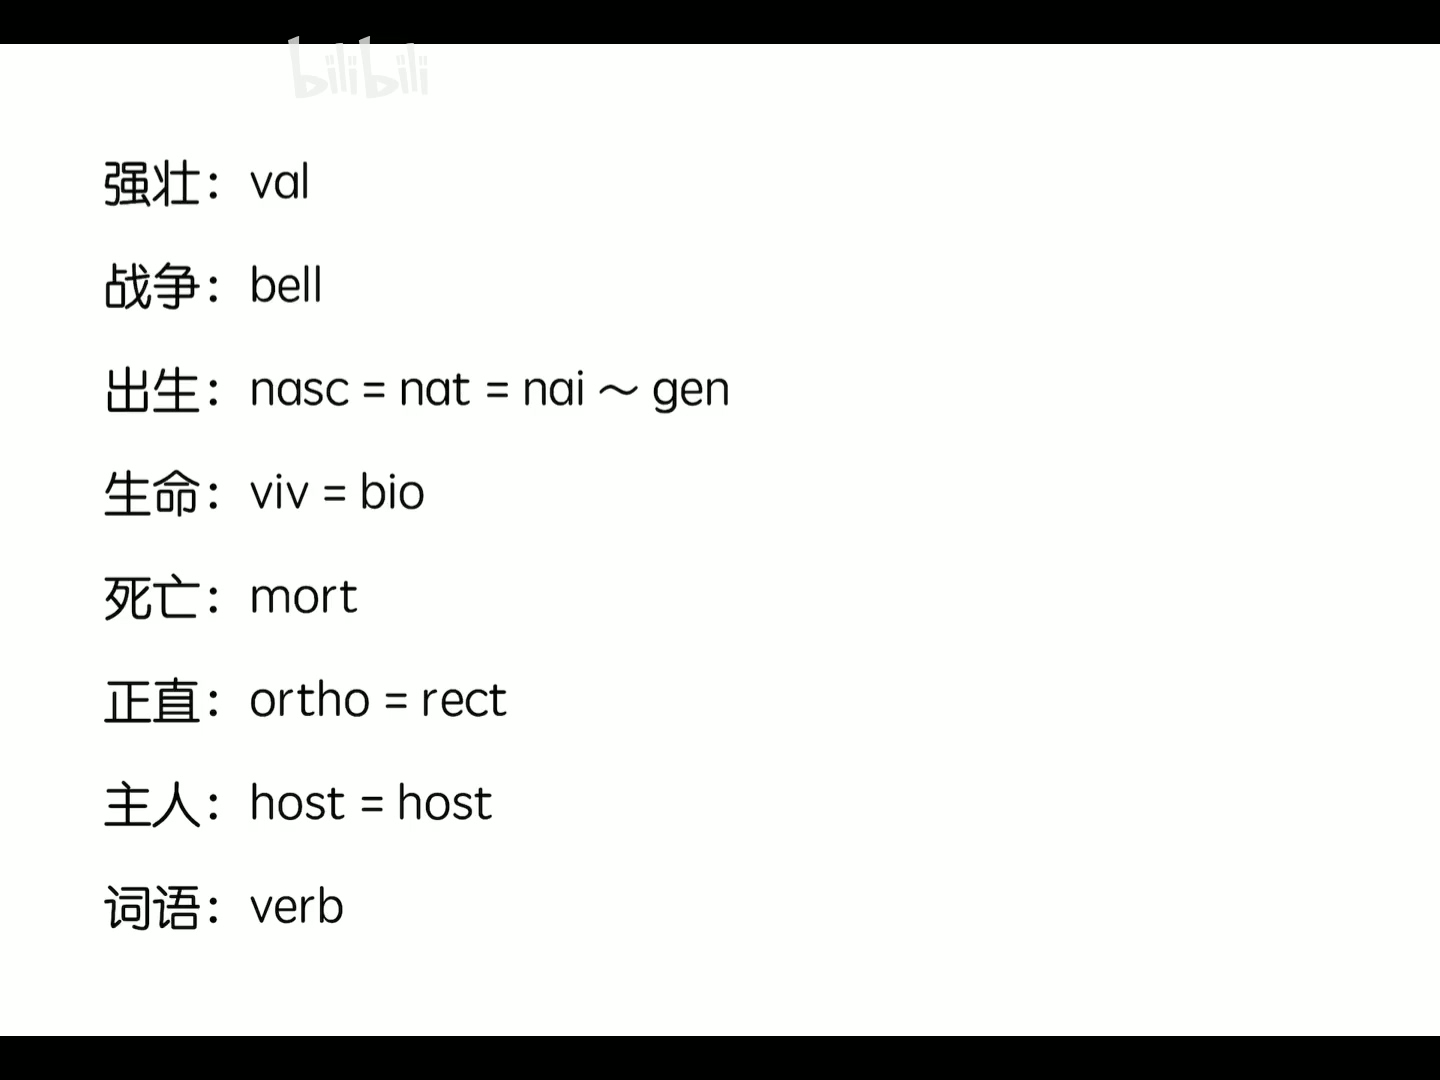 bilibili
强壮：val
战争：bell
出生：nasc = nat = nai ～ gen
生命：viv = bio
死亡：mort
正直：ortho = rect
主人：host = host
词语：verb